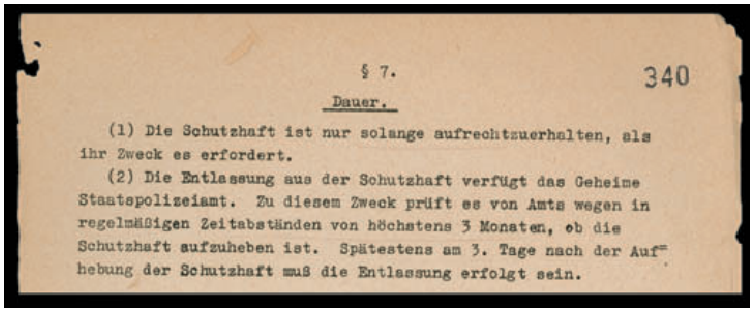 § 7.
340
Dauer.
(1) Die Schutzhaft ist nur solange aufrechtzuerhalten, als
ihr Zweck es erfordert.
(2) Die Entlassung aus der Schutzhaft verfügt das Geheime
Staatspolizeiamt. Zu diesem Zweck prüft es von Amts wegen in
regelmäßigen Zeitabständen von höchstens 3 Monaten, ob die
Schutzhaft aufzuheben ist. Spätestens am 3. Tage nach der Auf=
hebung der Schutzhaft muß die Entlassung erfolgt sein.